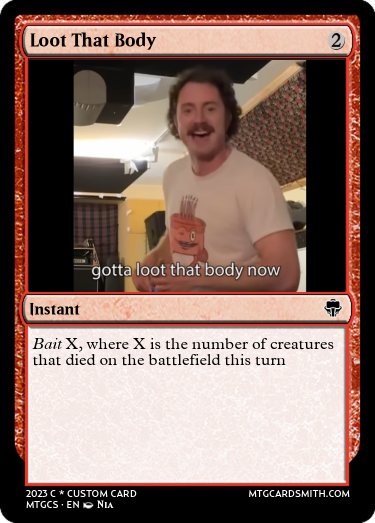 Loot That Body 2
gotta loot that body now
Instant
Bait X, where X is the number of creatures
that died on the battlefield this turn
2023 C * CUSTOM CARD MTGCARDSMITH.COM
MTGCS · EN NIA